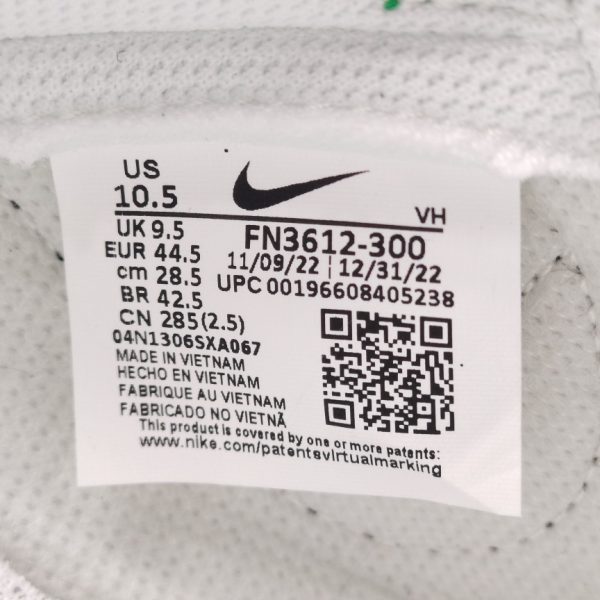 US
10.5
VH
UK 9.5
EUR 44.5
cm 28.5
BR 42.5
CN 285(2.5)
FN3612-300
11/09/22 | 12/31/22
UPC 00196608405238
04N1306SXA067
MADE IN VIETNAM
HECHO EN VIETNAM
FABRIQUE AU VIETNAM
FABRICADO NO VIETNÃ
This product is covered by one or more patents:
www.nike.com/patentsvirtualmarking